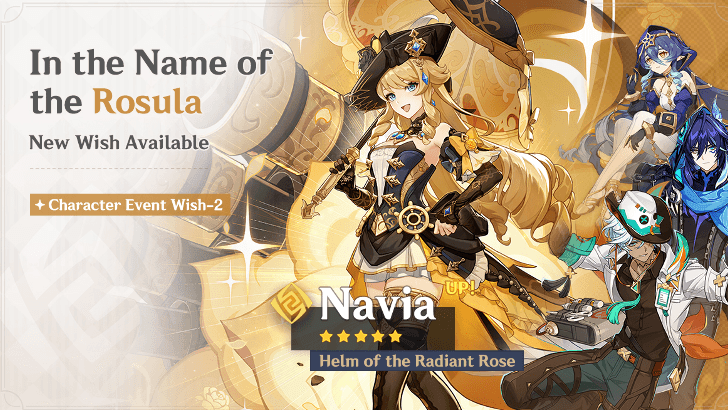 In the Name of
the Rosula
New Wish Available
Character Event Wish-2
UP!
Navia
Helm of the Radiant Rose